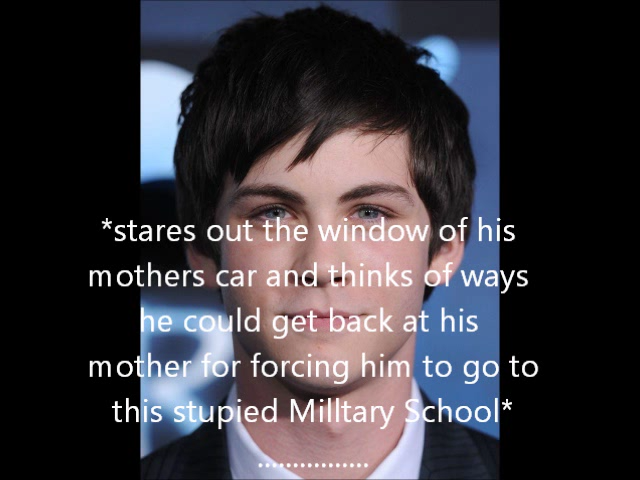 *stares out the window of his
mothers car and thinks of ways
he could get back at his
mother for forcing him to go to
this stupied Milltary School*
................